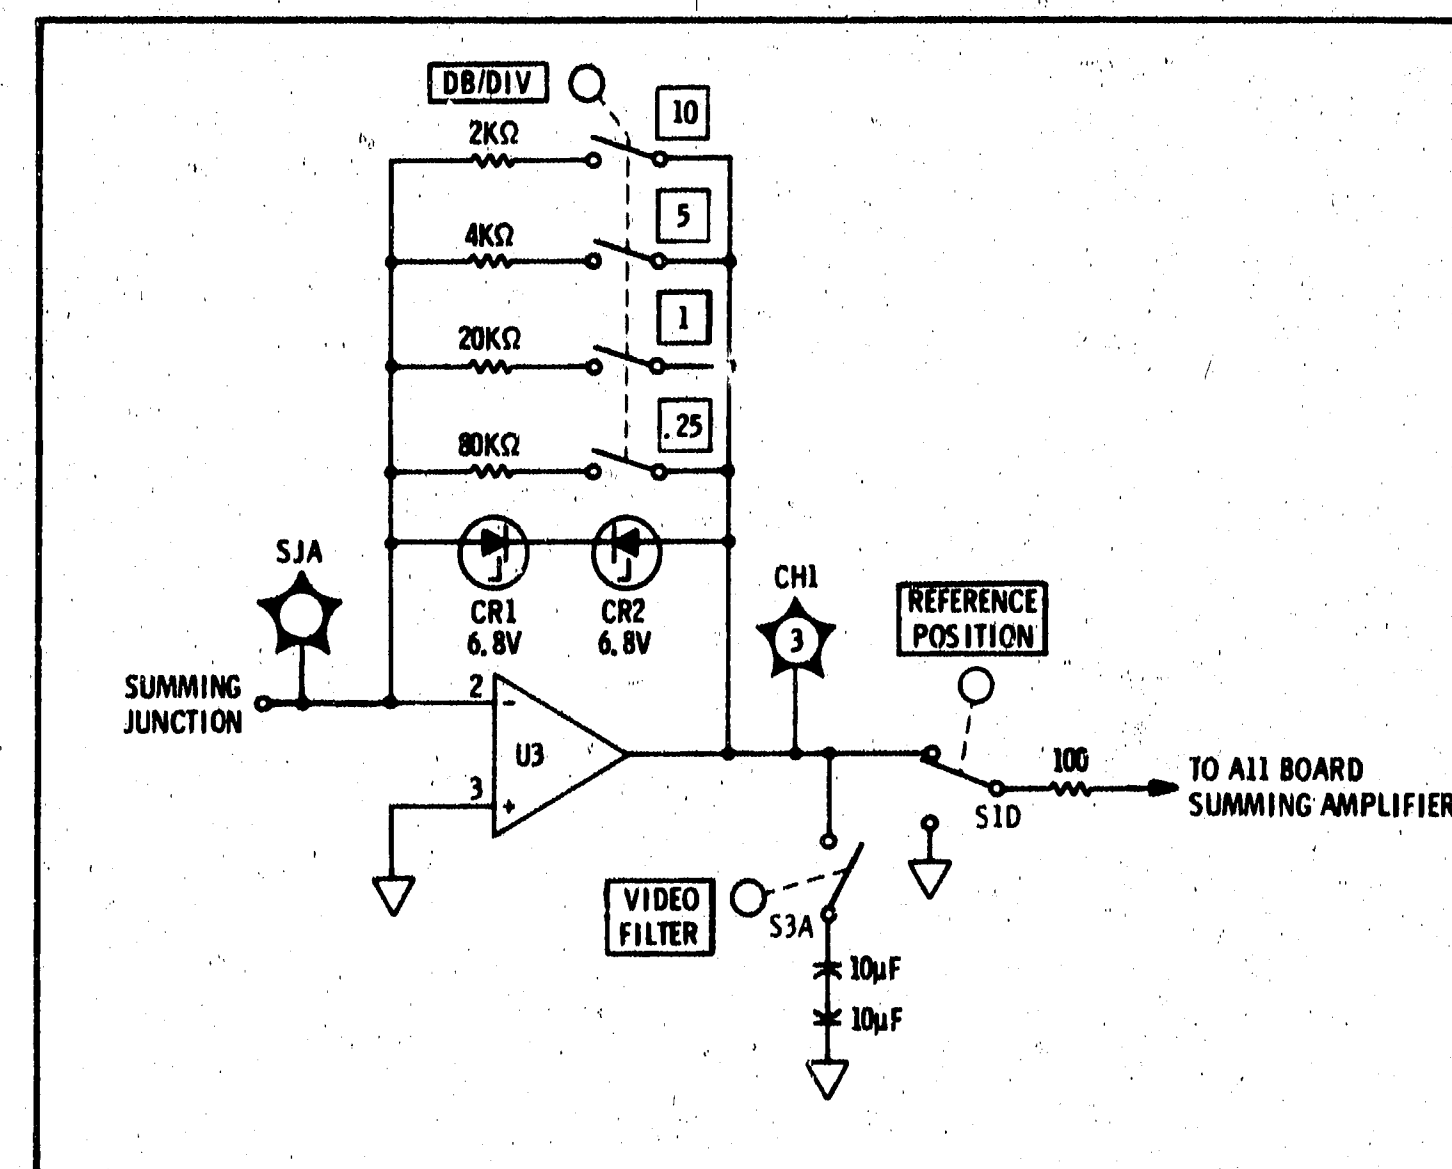 DB/DIV
10
2KΩ
5
4KΩ
1
20KΩ
.25
80KΩ
SJA
CR1
6.8V
CR2
6.8V
CH1
3
REFERENCE
POSITION
SUMMING
JUNCTION
2
-
U3
3
+
100
S1D
TO A11 BOARD
SUMMING AMPLIFIER
VIDEO
FILTER
S3A
10µF
10µF